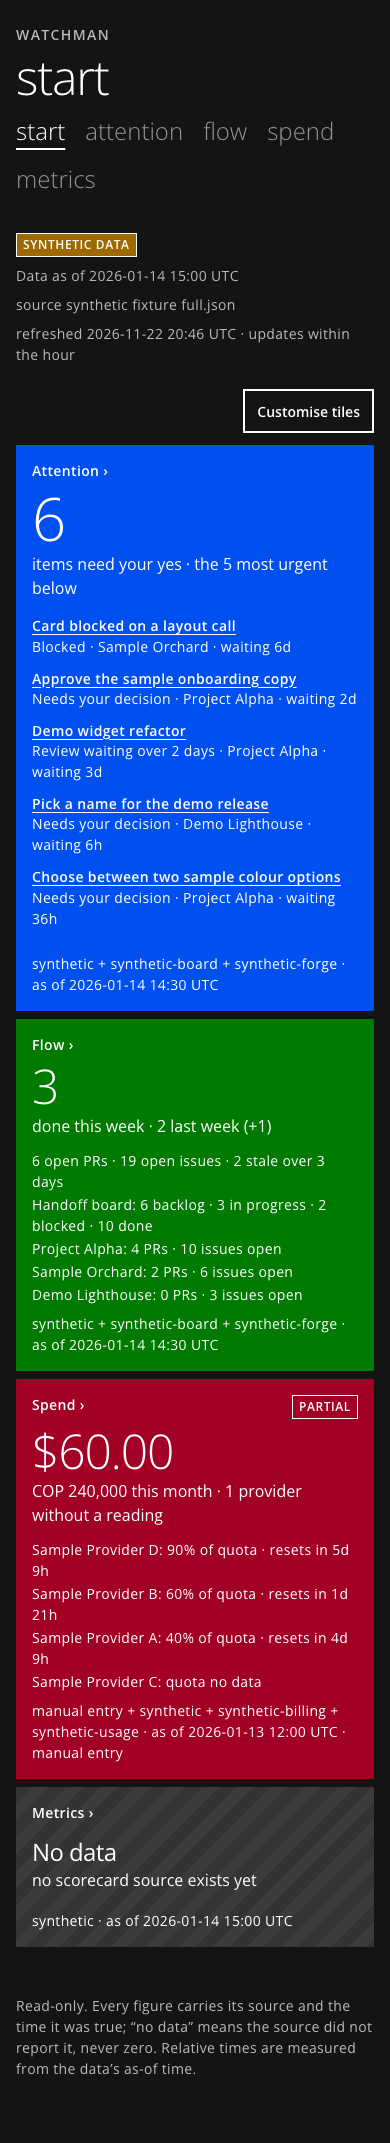 WATCHMAN
start
start attention flow spend
metrics
SYNTHETIC DATA
Data as of 2026-01-14 15:00 UTC
source synthetic fixture full.json
refreshed 2026-11-22 20:46 UTC · updates within
the hour
Customise tiles
Attention ›
6
items need your yes · the 5 most urgent
below
Card blocked on a layout call
Blocked · Sample Orchard · waiting 6d
Approve the sample onboarding copy
Needs your decision · Project Alpha · waiting 2d
Demo widget refactor
Review waiting over 2 days · Project Alpha ·
waiting 3d
Pick a name for the demo release
Needs your decision · Demo Lighthouse ·
waiting 6h
Choose between two sample colour options
Needs your decision · Project Alpha · waiting
36h
synthetic + synthetic-board + synthetic-forge ·
as of 2026-01-14 14:30 UTC
Flow ›
3
done this week · 2 last week (+1)
6 open PRs · 19 open issues · 2 stale over 3
days
Handoff board: 6 backlog · 3 in progress · 2
blocked · 10 done
Project Alpha: 4 PRs · 10 issues open
Sample Orchard: 2 PRs · 6 issues open
Demo Lighthouse: 0 PRs · 3 issues open
synthetic + synthetic-board + synthetic-forge ·
as of 2026-01-14 14:30 UTC
Spend › PARTIAL
$60.00
COP 240,000 this month · 1 provider
without a reading
Sample Provider D: 90% of quota · resets in 5d
9h
Sample Provider B: 60% of quota · resets in 1d
21h
Sample Provider A: 40% of quota · resets in 4d
9h
Sample Provider C: quota no data
manual entry + synthetic + synthetic-billing +
synthetic-usage · as of 2026-01-13 12:00 UTC ·
manual entry
Metrics ›
No data
no scorecard source exists yet
synthetic · as of 2026-01-14 15:00 UTC
Read-only. Every figure carries its source and the
time it was true; “no data” means the source did not
report it, never zero. Relative times are measured
from the data’s as-of time.